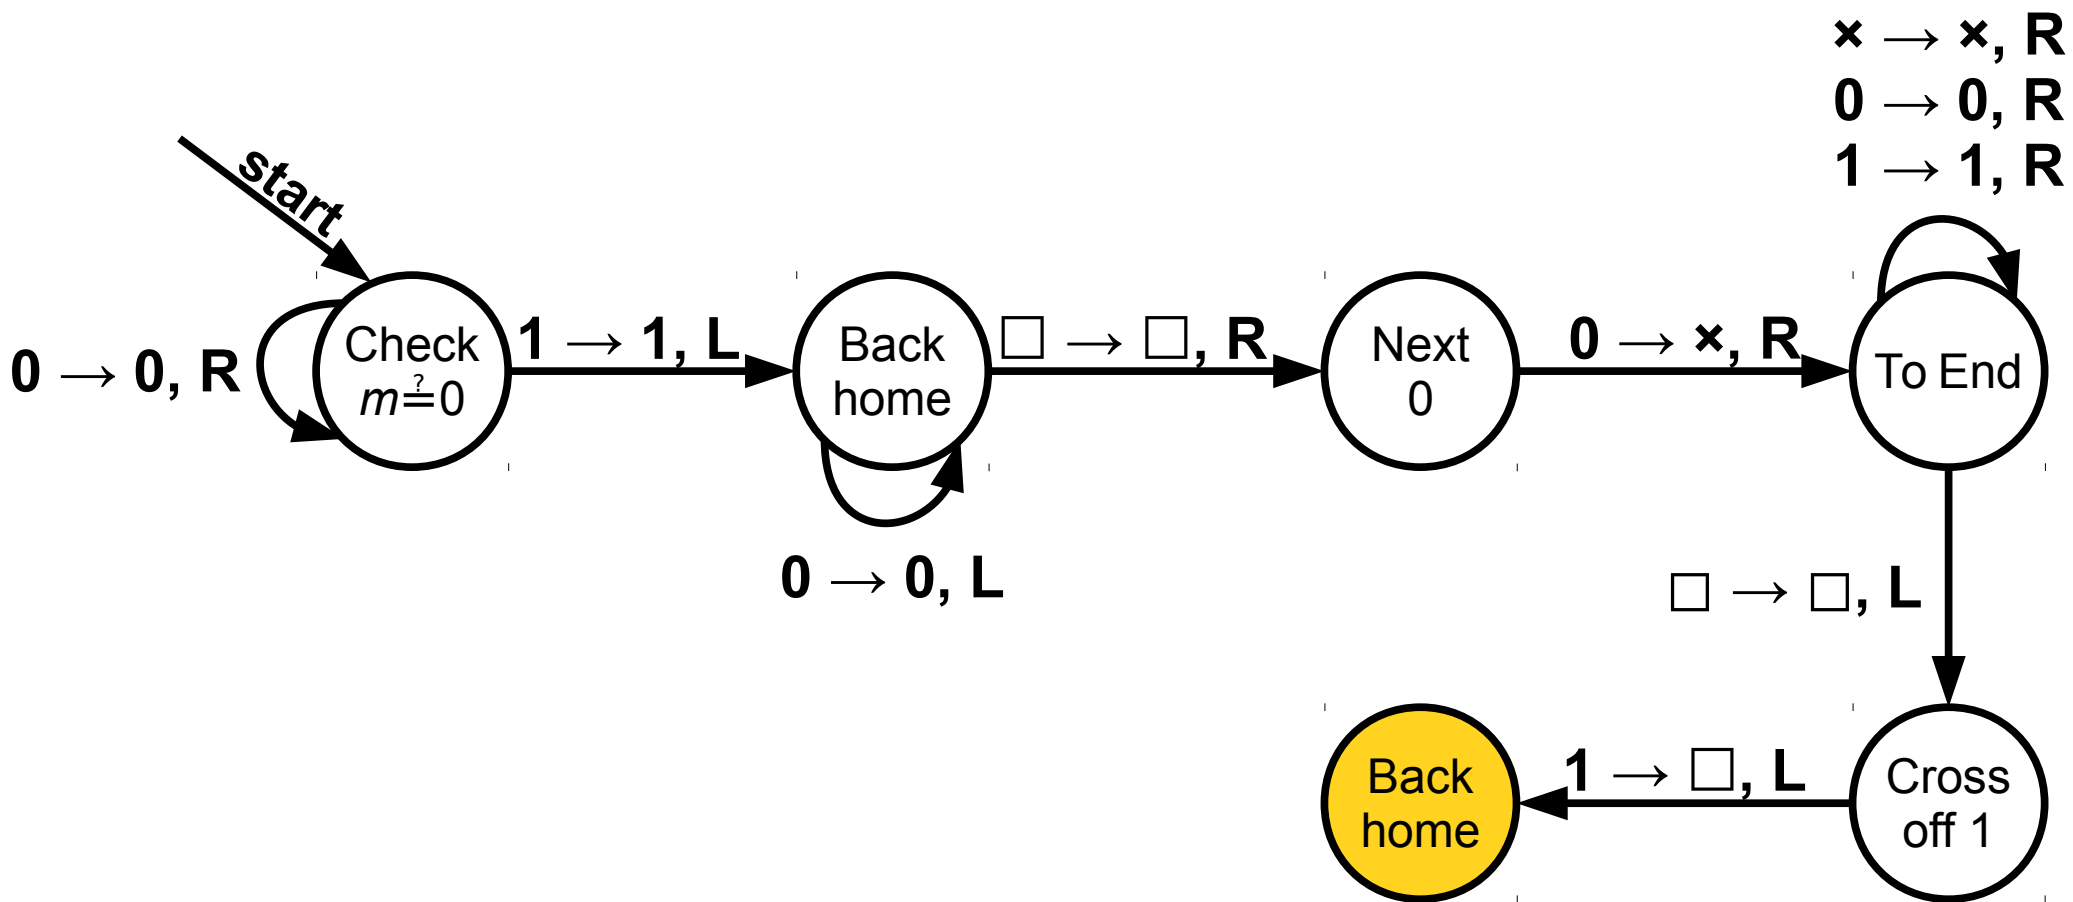 × → ×, R
0 → 0, R
1 → 1, R
start
0 → 0, R
Check
m≟0
1 → 1, L
Back
home
□ → □, R
Next
0
0 → ×, R
To End
0 → 0, L
□ → □, L
Back
home
1 → □, L
Cross
off 1